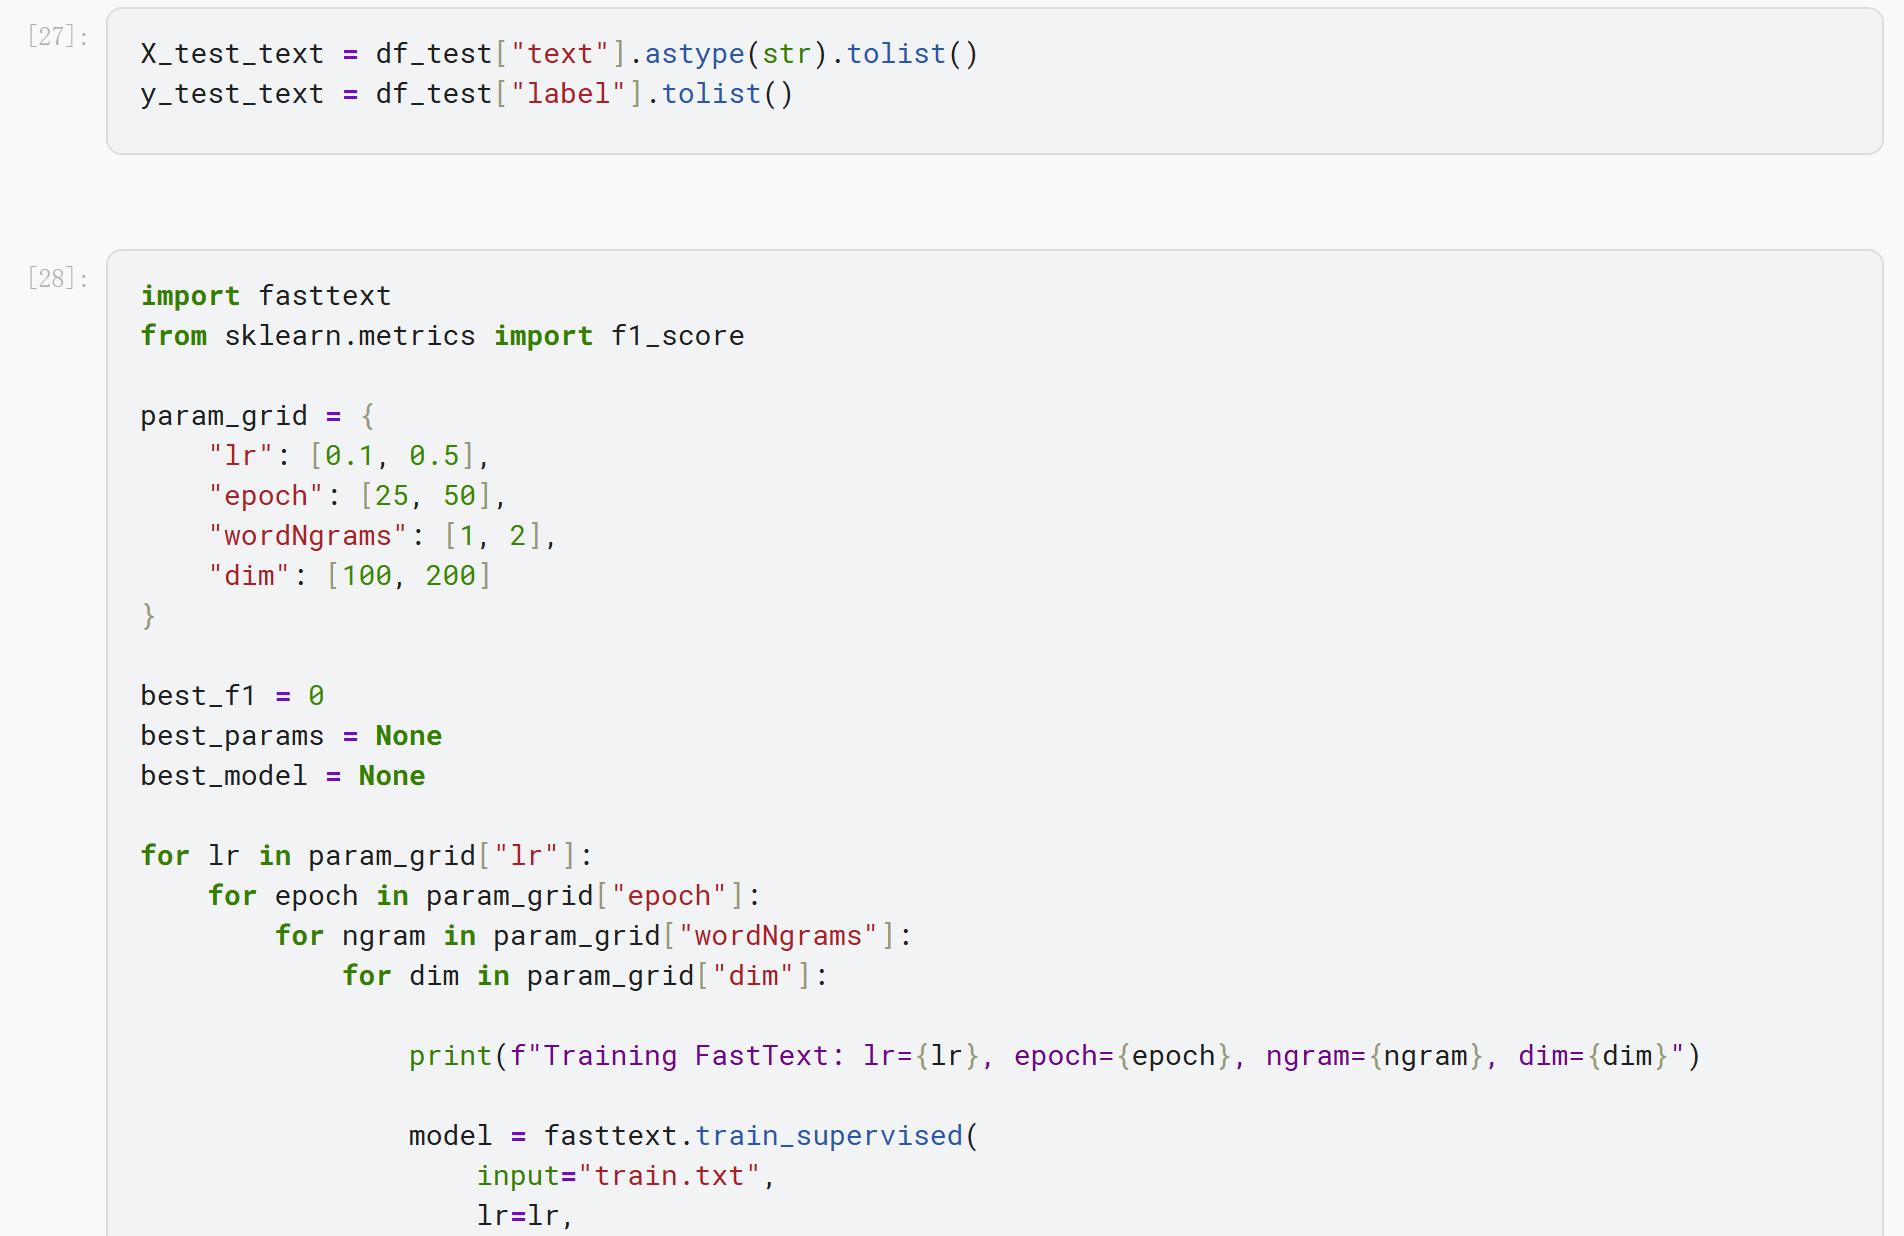 [27]:
X_test_text = df_test["text"].astype(str).tolist()
y_test_text = df_test["label"].tolist()
[28]:
import fasttext
from sklearn.metrics import f1_score
param_grid = {
    "lr": [0.1, 0.5],
    "epoch": [25, 50],
    "wordNgrams": [1, 2],
    "dim": [100, 200]
}
best_f1 = 0
best_params = None
best_model = None
for lr in param_grid["lr"]:
    for epoch in param_grid["epoch"]:
        for ngram in param_grid["wordNgrams"]:
            for dim in param_grid["dim"]:
                print(f"Training FastText: lr={lr}, epoch={epoch}, ngram={ngram}, dim={dim}")
                model = fasttext.train_supervised(
                    input="train.txt",
                    lr=lr,